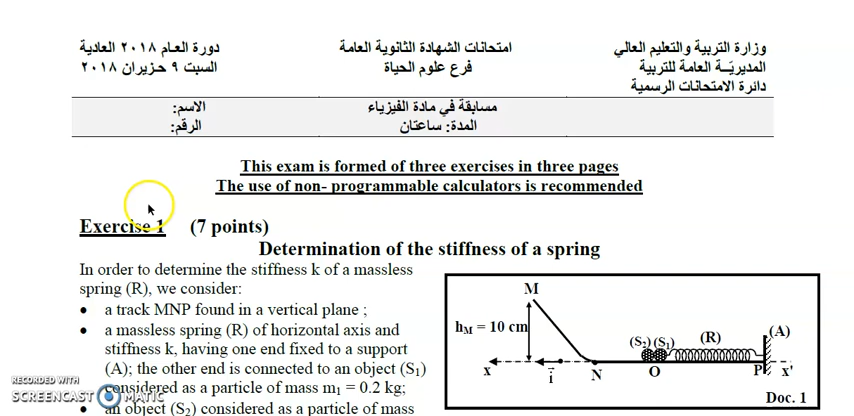 وزارة التربية والتعليم العالي
المديريّـة العامة للتربية
دائرة الامتحانات الرسمية
امتحانات الشهادة الثانوية العامة
فرع علوم الحياة
دورة العـام ٢٠١٨ العادية
السبت ٩ حزيران ٢٠١٨
مسابقة في مادة الفيزياء
المدة: ساعتان
الاسم:
الرقم:
This exam is formed of three exercises in three pages
The use of non- programmable calculators is recommended
Exercise 1 (7 points)
Determination of the stiffness of a spring
In order to determine the stiffness k of a massless
spring (R), we consider:
• a track MNP found in a vertical plane ;
• a massless spring (R) of horizontal axis and
stiffness k, having one end fixed to a support
(A); the other end is connected to an object (S₁)
considered as a particle of mass m₁ = 0.2 kg;
• an object (S₂) considered as a particle of mass
M
hM = 10 cm
(S₂) (S₁)
(R)
(A)
x
i
N
O
P
x'
Doc. 1
RECORDED WITH
SCREENCAST MATIC